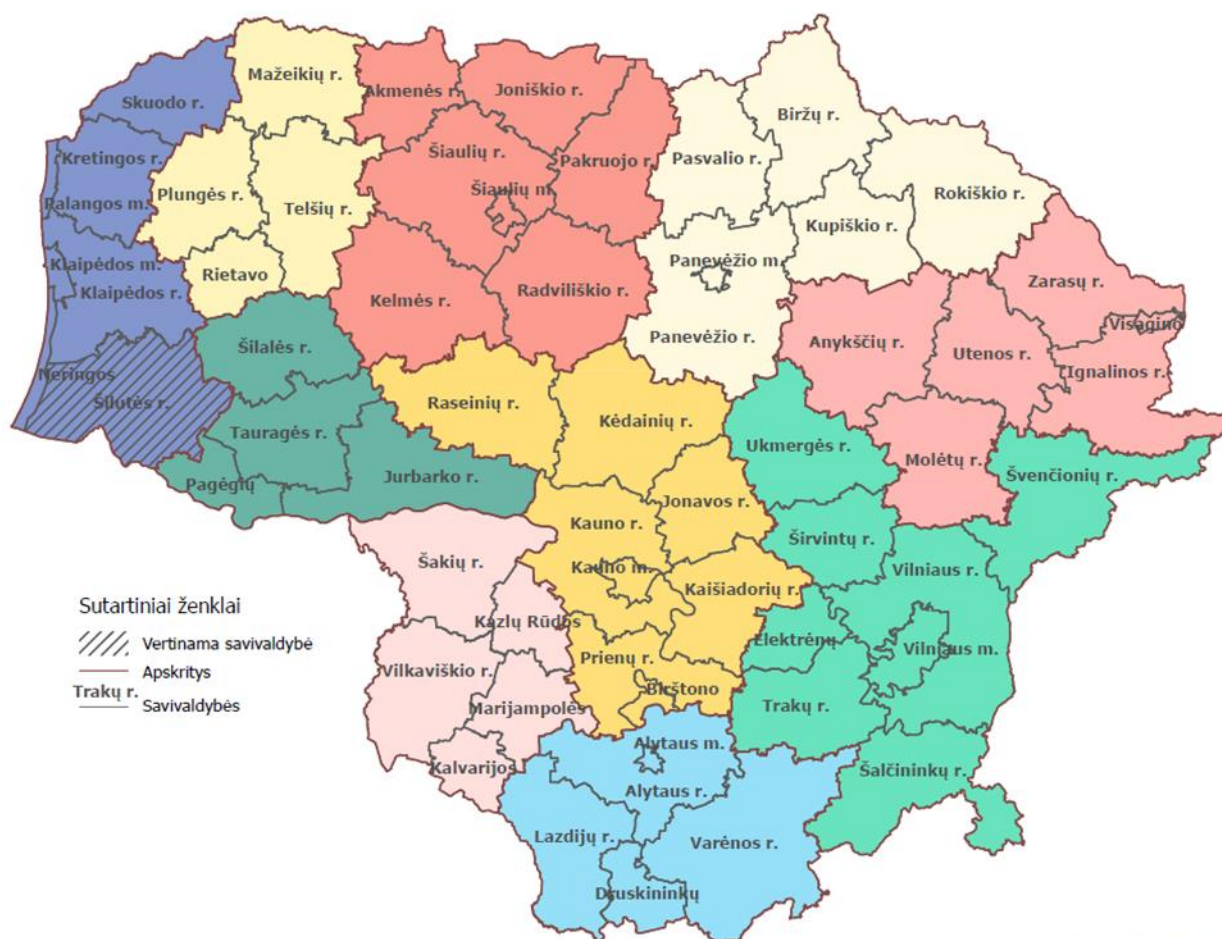 Mažeikių r.
Skuodo r.
Akmenės r.
Joniškio r.
Biržų r.
Kretingos r.
Šiaulių r.
Pakruojo r.
Pasvalio r.
Plungės r.
Šiaulių m.
Rokiškio r.
Palangos m.
Telšių r.
Kupiškio r.
Klaipėdos m.
Rietavo
Panevėžio m.
Klaipėdos r.
Kelmės r.
Radviliškio r.
Zarasų r.
Visagino
Šilalės r.
Panevėžio r.
Anykščių r.
Utenos r.
Neringos
Ignalinos r.
Šilutės r.
Raseinių r.
Kėdainių r.
Tauragės r.
Ukmergės r.
Molėtų r.
Pagėgių
Jurbarko r.
Švenčionių r.
Jonavos r.
Kauno r.
Širvintų r.
Šakių r.
Kauno m.
Vilniaus r.
Kaišiadorių r.
Kazlų Rūdos
Elektrėnų
Vilniaus m.
Prienų r.
Vilkaviškio r.
Birštono
Marijampolės
Trakų r.
Alytaus m.
Kalvarijos
Šalčininkų r.
Alytaus r.
Lazdijų r.
Varėnos r.
Druskininkų
Sutartiniai ženklai
Vertinama savivaldybė
Apskritys
Trakų r.
Savivaldybės